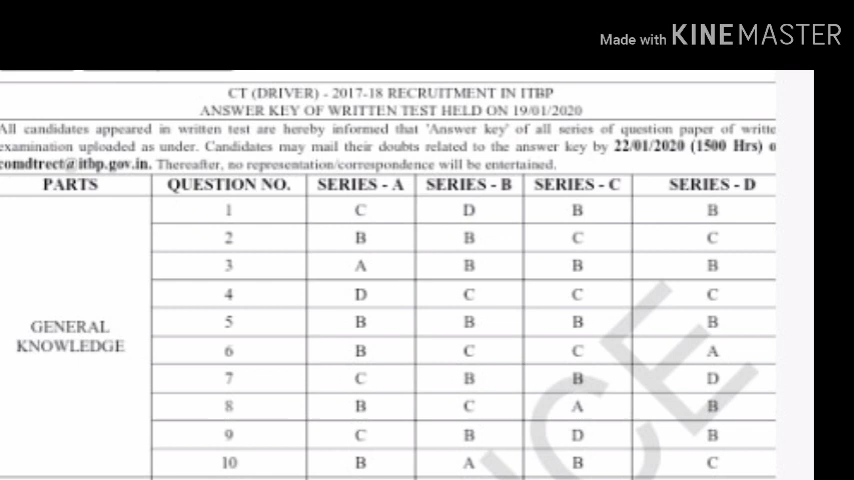 Made with KINEMASTER
CT (DRIVER) - 2017-18 RECRUITMENT IN ITBP
ANSWER KEY OF WRITTEN TEST HELD ON 19/01/2020
All candidates appeared in written test are hereby informed that 'Answer key' of all series of question paper of writte
examination uploaded as under. Candidates may mail their doubts related to the answer key by 22/01/2020 (1500 Hrs) o
comdtrect@itbp.gov.in. Thereafter, no representation/correspondence will be entertained.
PARTS QUESTION NO. SERIES - A SERIES - B SERIES - C SERIES - D
1 C D B B
2 B B C C
3 A B B B
4 D C C C
GENERAL KNOWLEDGE 5 B B B B
6 B C C A
7 C B B D
8 B C A B
9 C B D B
10 B A B C